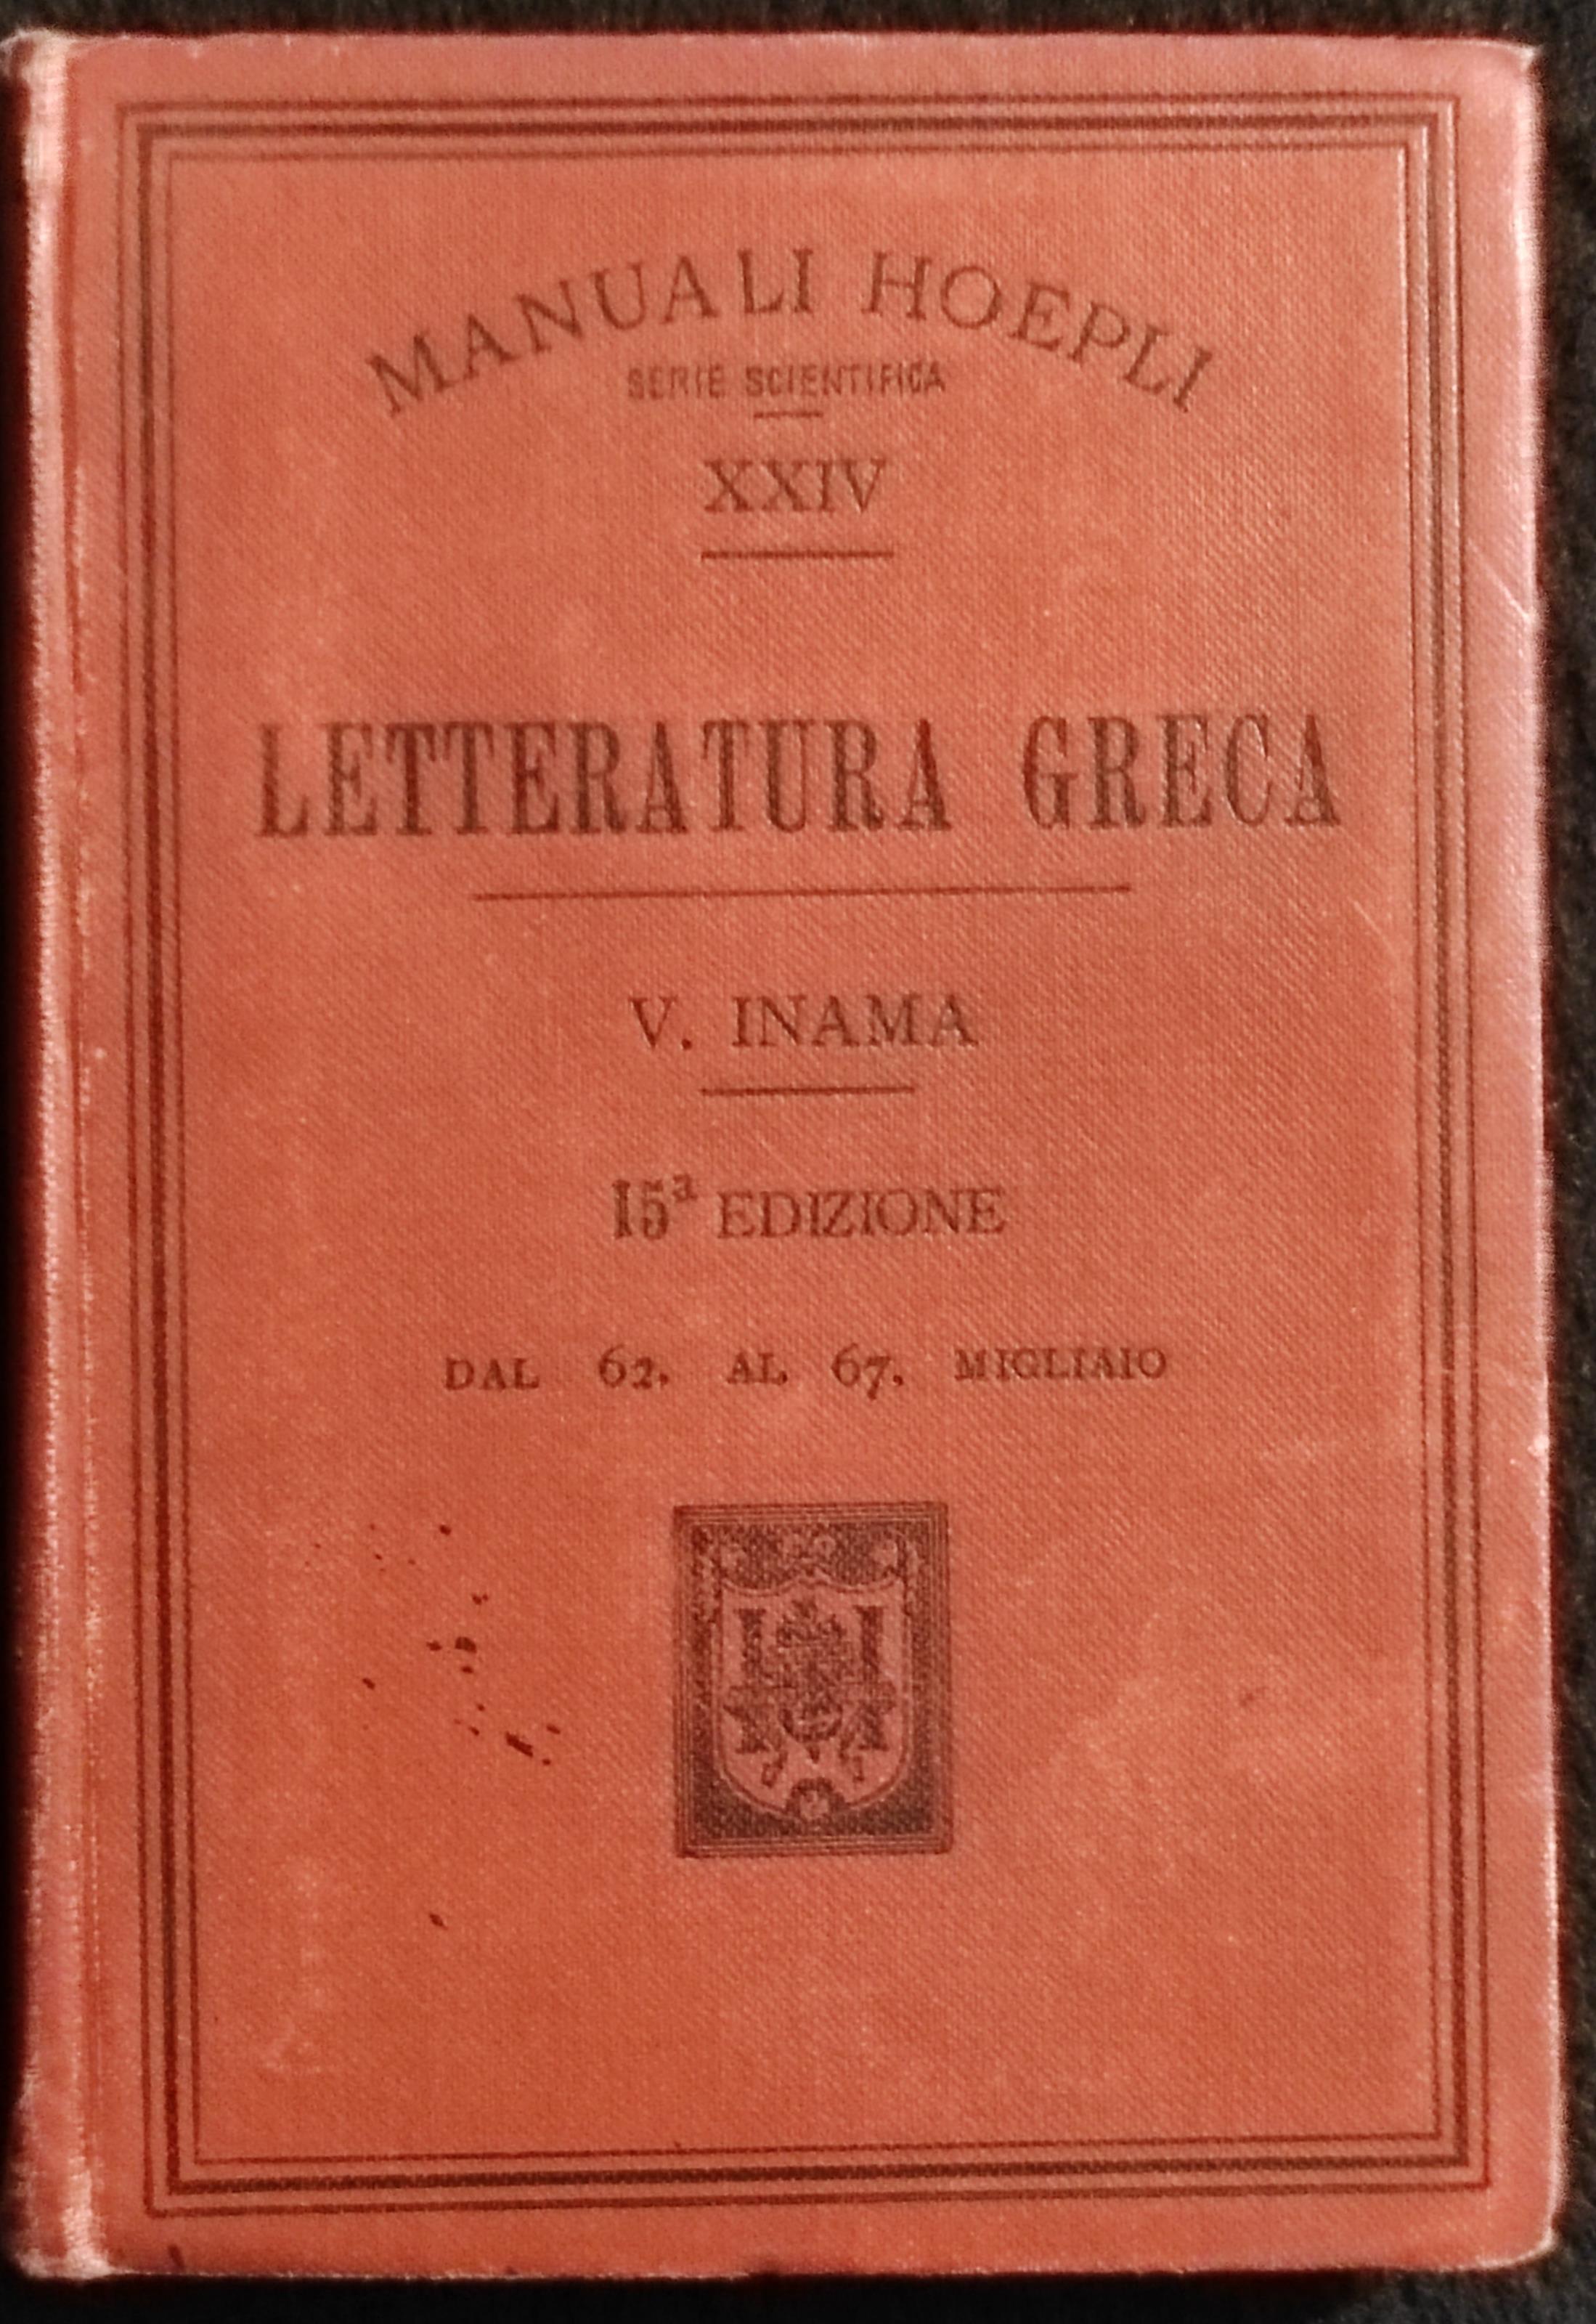 MANUALI HOEPLI
SERIE SCIENTIFICA
XXIV
LETTERATURA GRECA
V. INAMA
15ª EDIZIONE
DAL 62. AL 67. MIGLIAIO